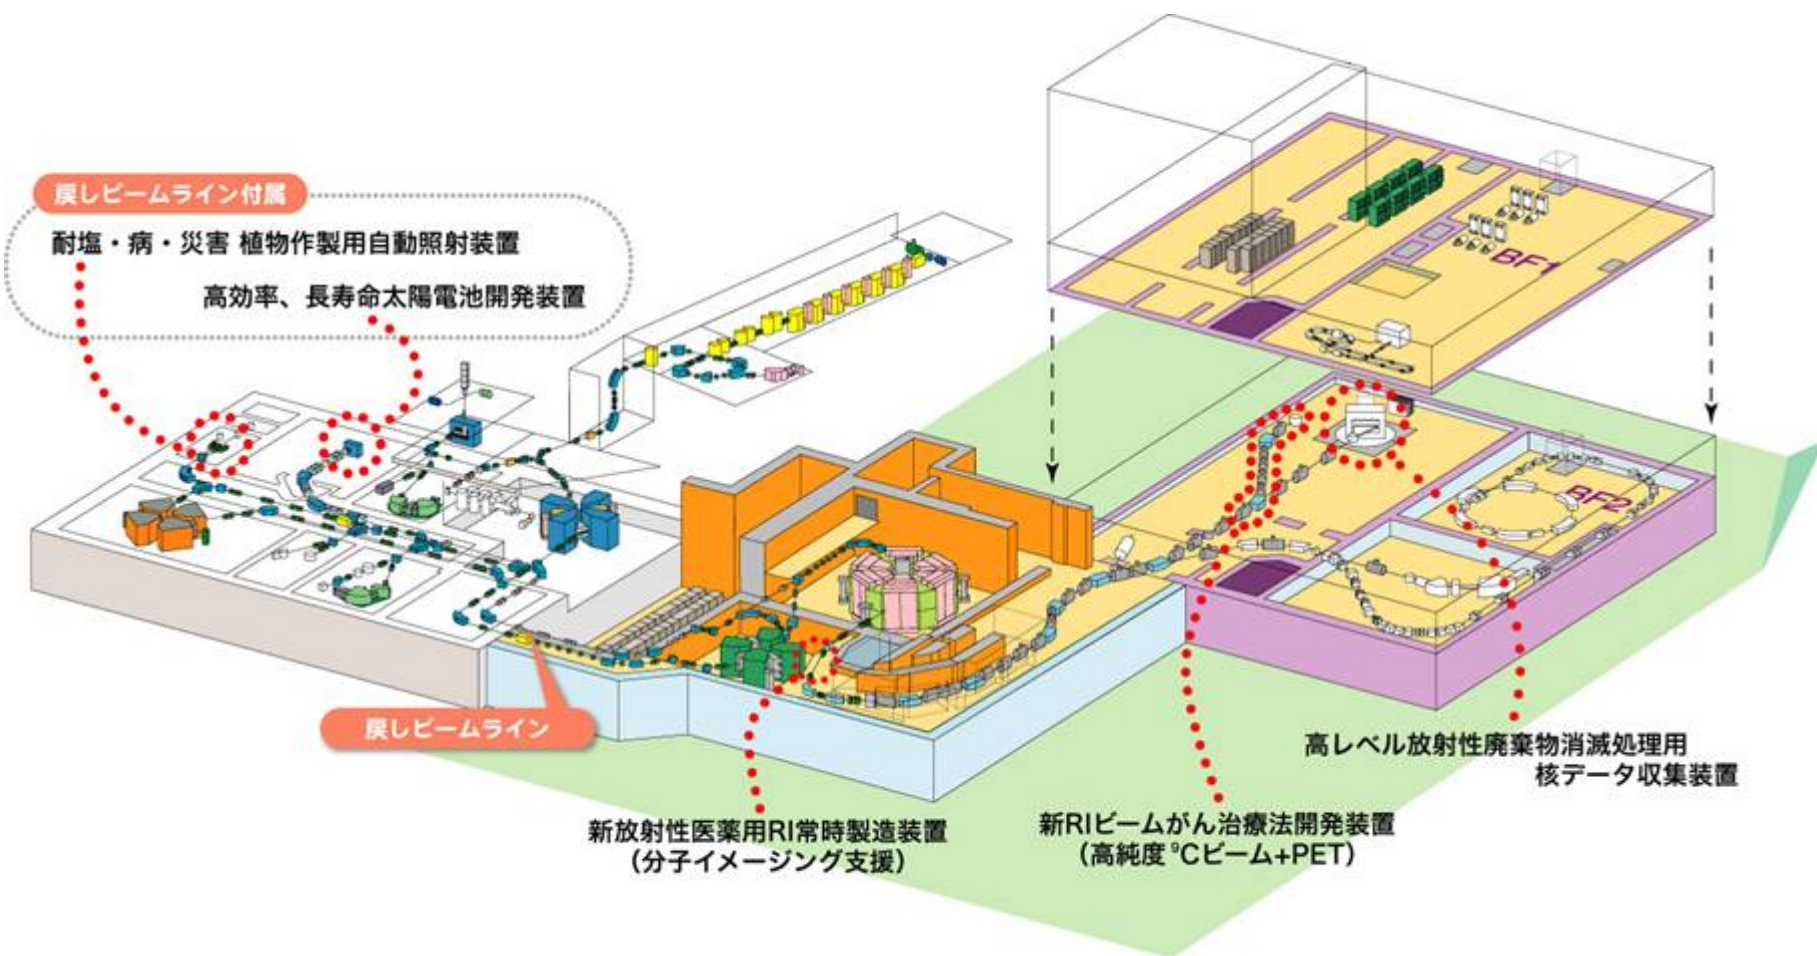 戻しビームライン付属
耐塩・病・災害 植物作製用自動照射装置
高効率、長寿命太陽電池開発装置
BF1
BF2
戻しビームライン
高レベル放射性廃棄物消滅処理用
核データ収集装置
新放射性医薬用RI常時製造装置
（分子イメージング支援）
新RIビームがん治療法開発装置
（高純度⁹Cビーム+PET）